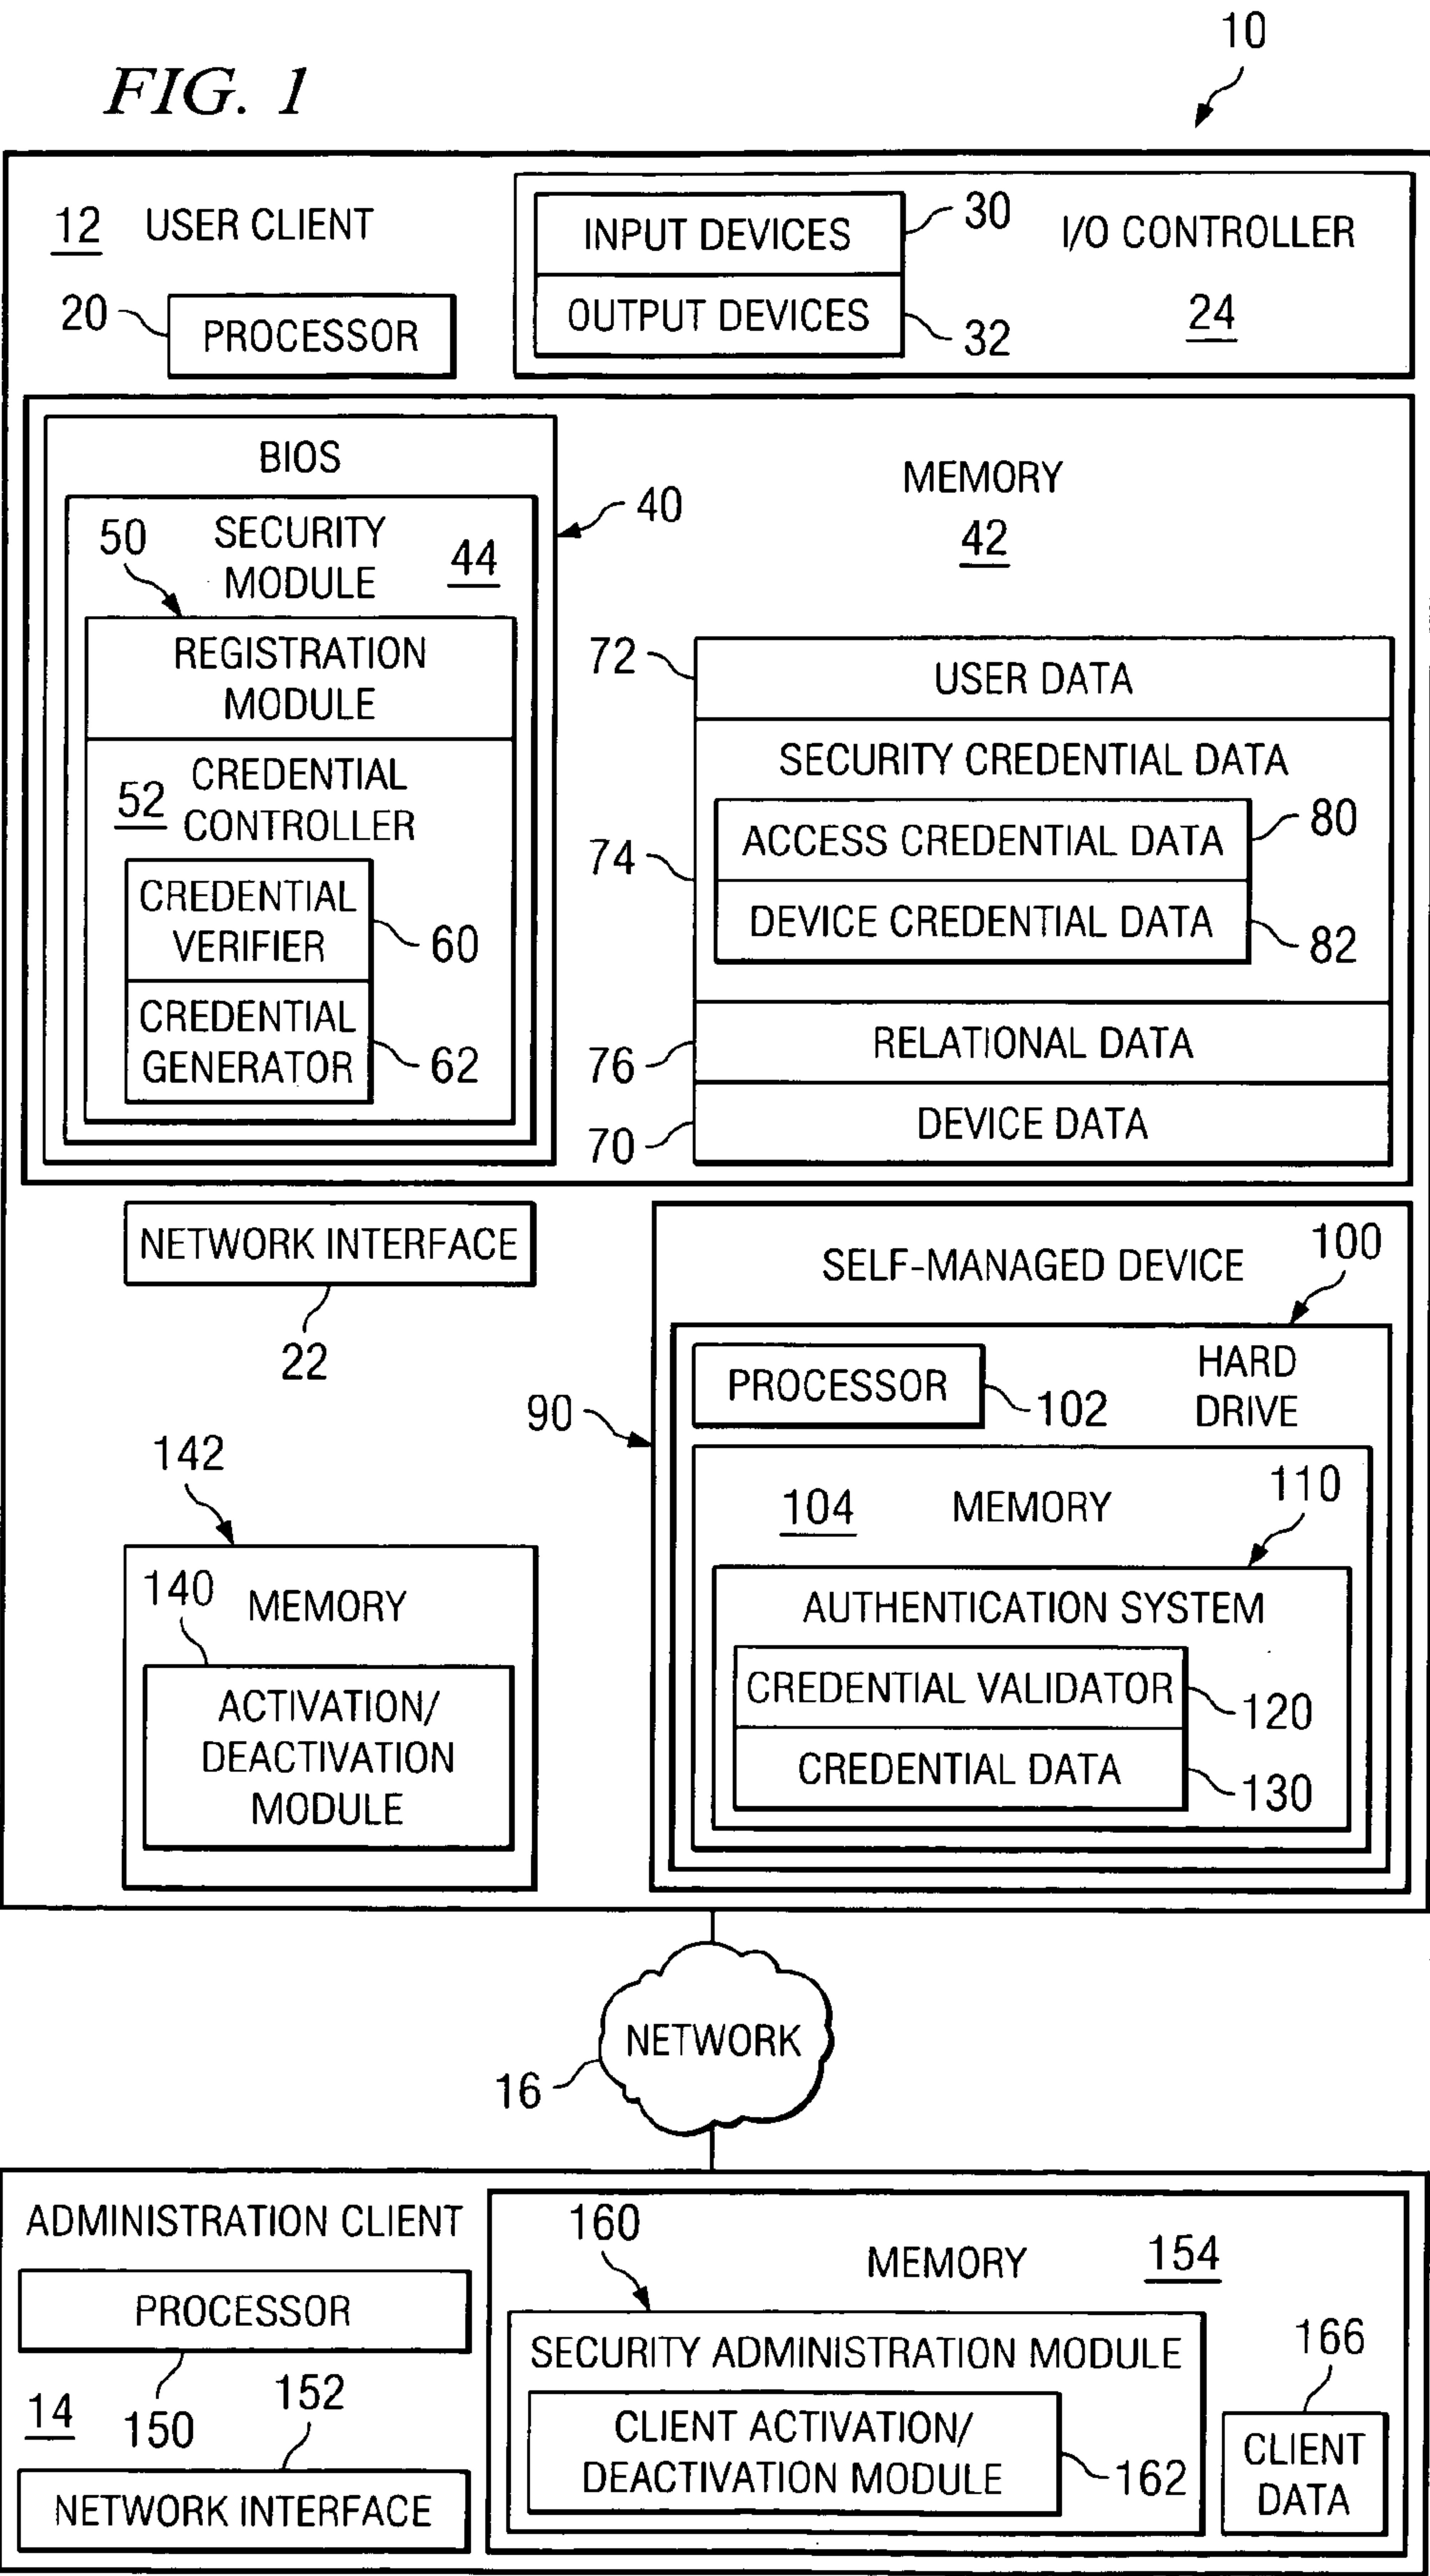 FIG. 1
10
12 USER CLIENT
20
PROCESSOR
INPUT DEVICES
30
OUTPUT DEVICES
32
I/O CONTROLLER
24
BIOS
40
50
SECURITY
MODULE
44
REGISTRATION
MODULE
52
CREDENTIAL
CONTROLLER
CREDENTIAL
VERIFIER
60
CREDENTIAL
GENERATOR
62
MEMORY
42
72
USER DATA
74
SECURITY CREDENTIAL DATA
ACCESS CREDENTIAL DATA
80
DEVICE CREDENTIAL DATA
82
76
RELATIONAL DATA
70
DEVICE DATA
NETWORK INTERFACE
22
90
SELF-MANAGED DEVICE
100
PROCESSOR
102
HARD
DRIVE
104
MEMORY
110
AUTHENTICATION SYSTEM
CREDENTIAL VALIDATOR
120
CREDENTIAL DATA
130
142
140
MEMORY
ACTIVATION/
DEACTIVATION
MODULE
NETWORK
16
ADMINISTRATION CLIENT
PROCESSOR
150
14
152
NETWORK INTERFACE
160
MEMORY
154
SECURITY ADMINISTRATION MODULE
CLIENT ACTIVATION/
DEACTIVATION MODULE
162
166
CLIENT
DATA